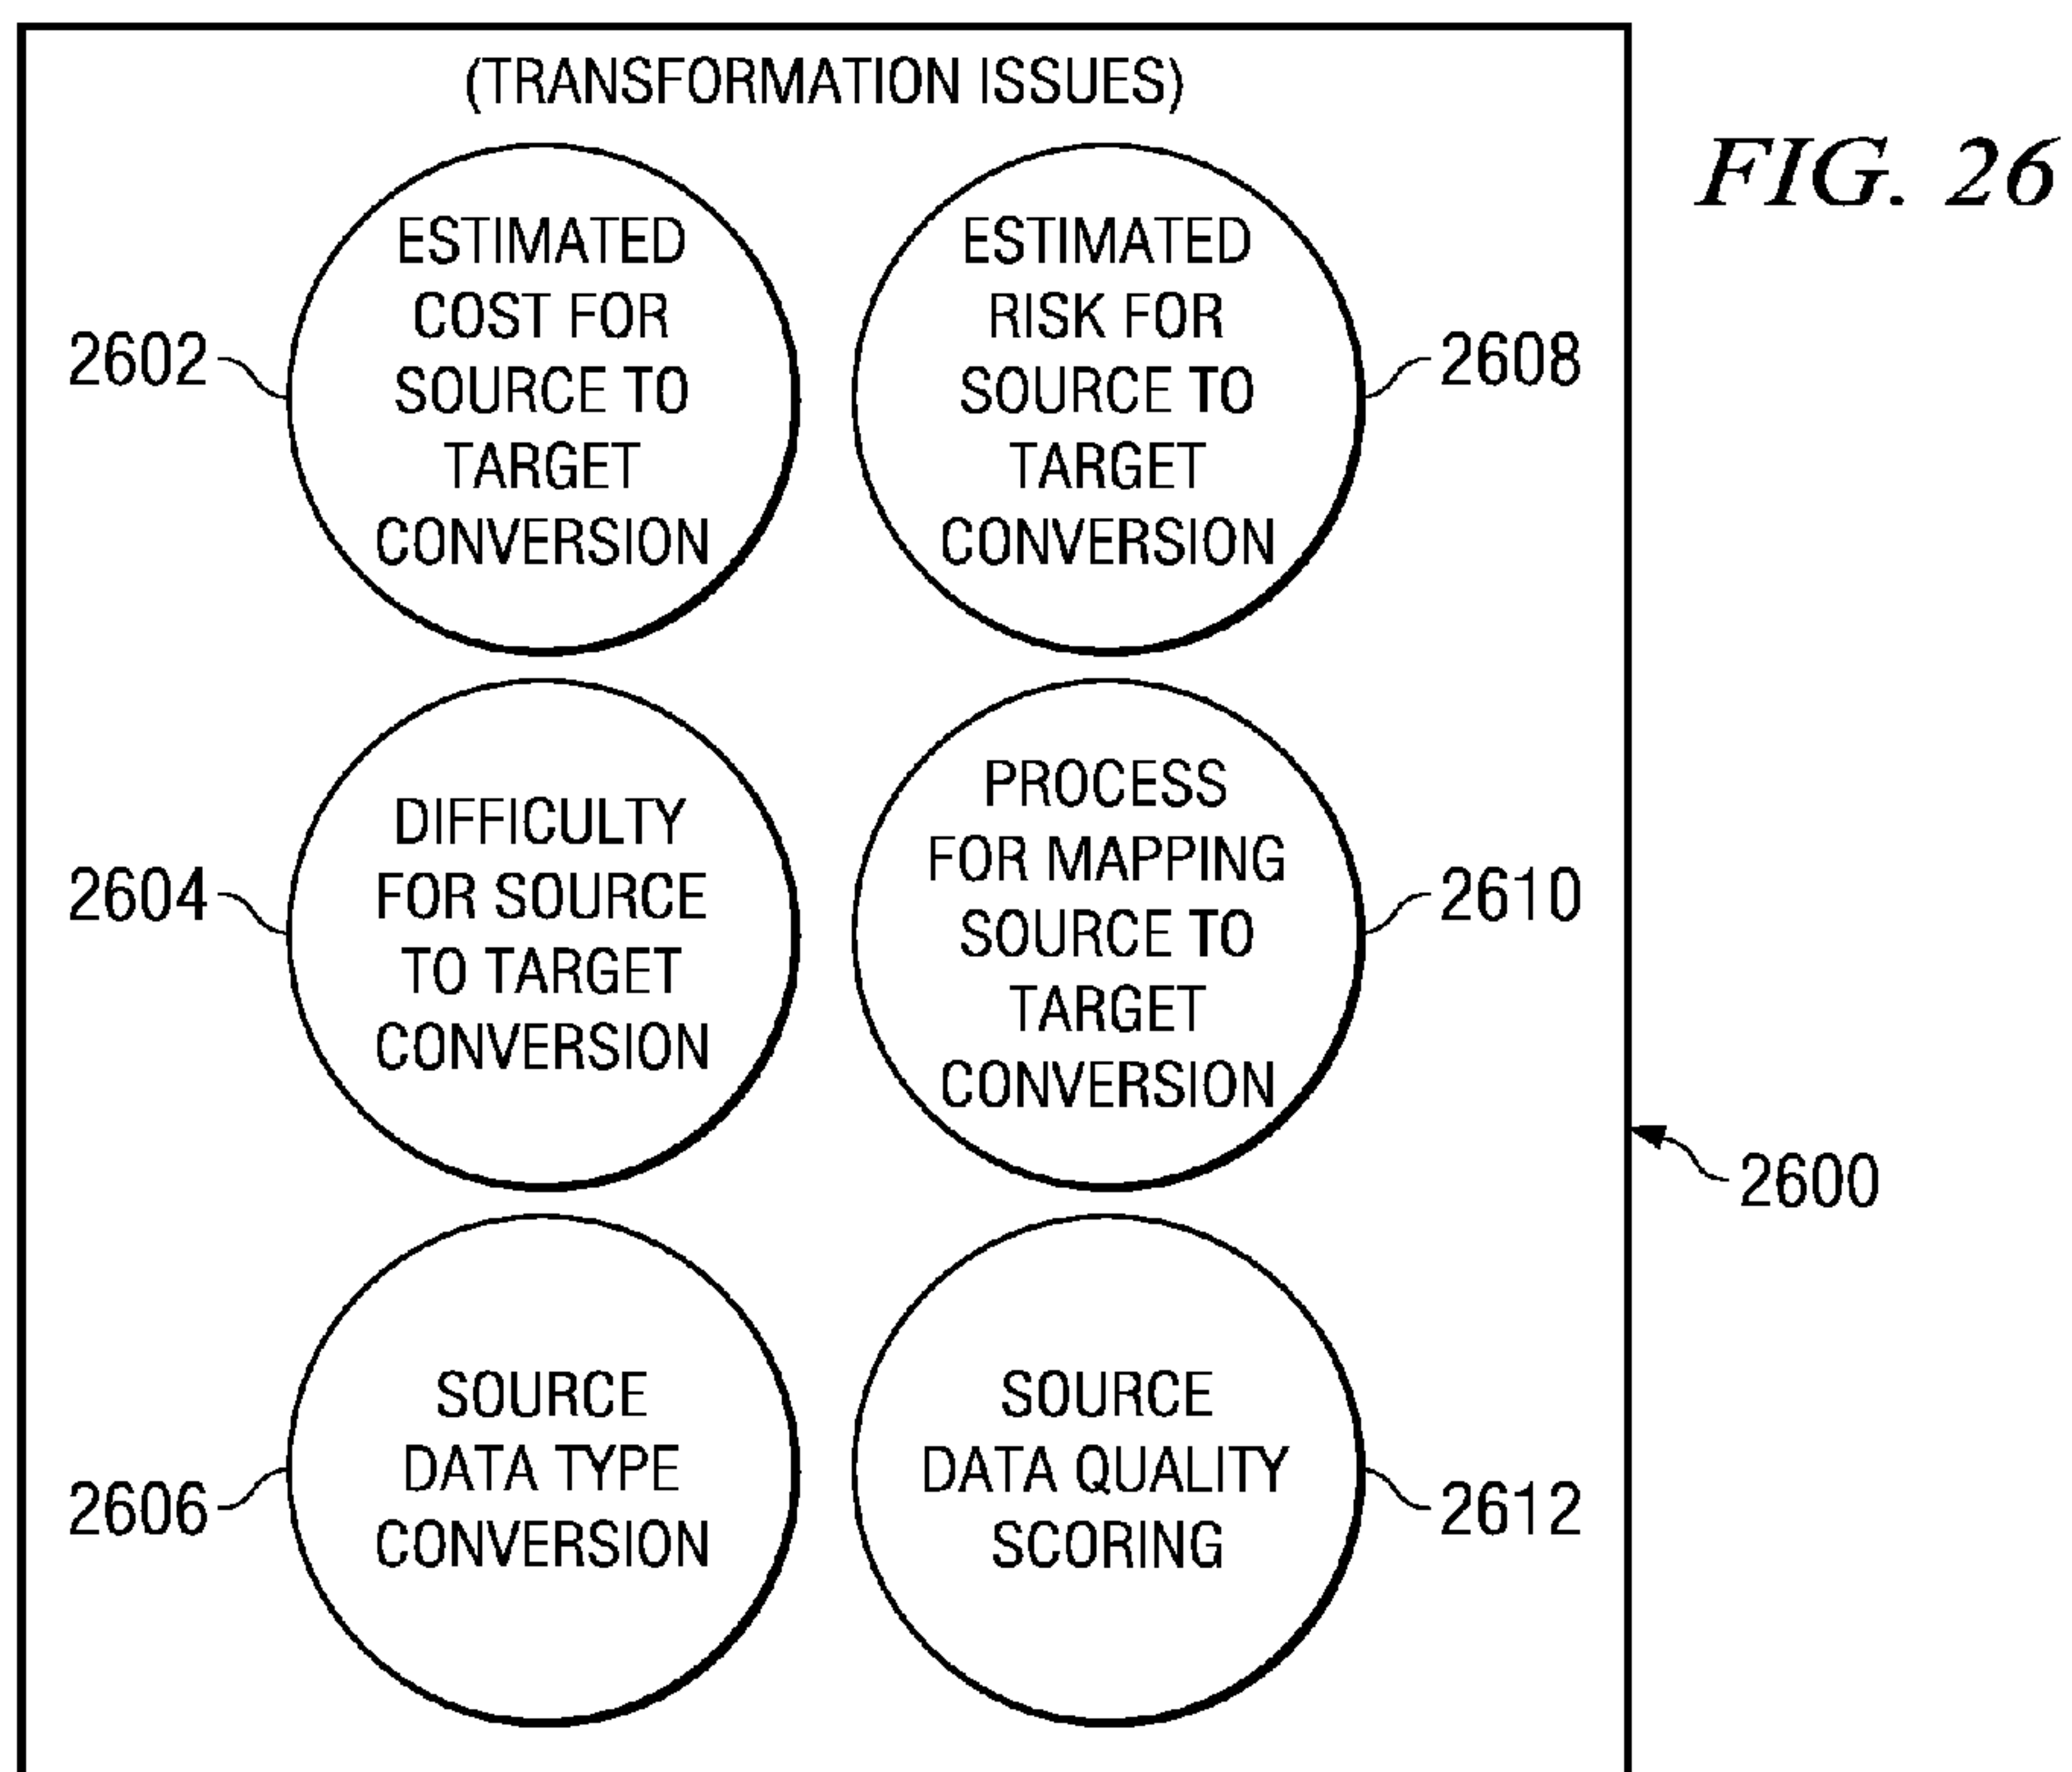 (TRANSFORMATION ISSUES)
FIG. 26
2602
ESTIMATED
COST FOR
SOURCE TO
TARGET
CONVERSION
ESTIMATED
RISK FOR
SOURCE TO
TARGET
CONVERSION
2608
2604
DIFFICULTY
FOR SOURCE
TO TARGET
CONVERSION
PROCESS
FOR MAPPING
SOURCE TO
TARGET
CONVERSION
2610
2600
2606
SOURCE
DATA TYPE
CONVERSION
SOURCE
DATA QUALITY
SCORING
2612